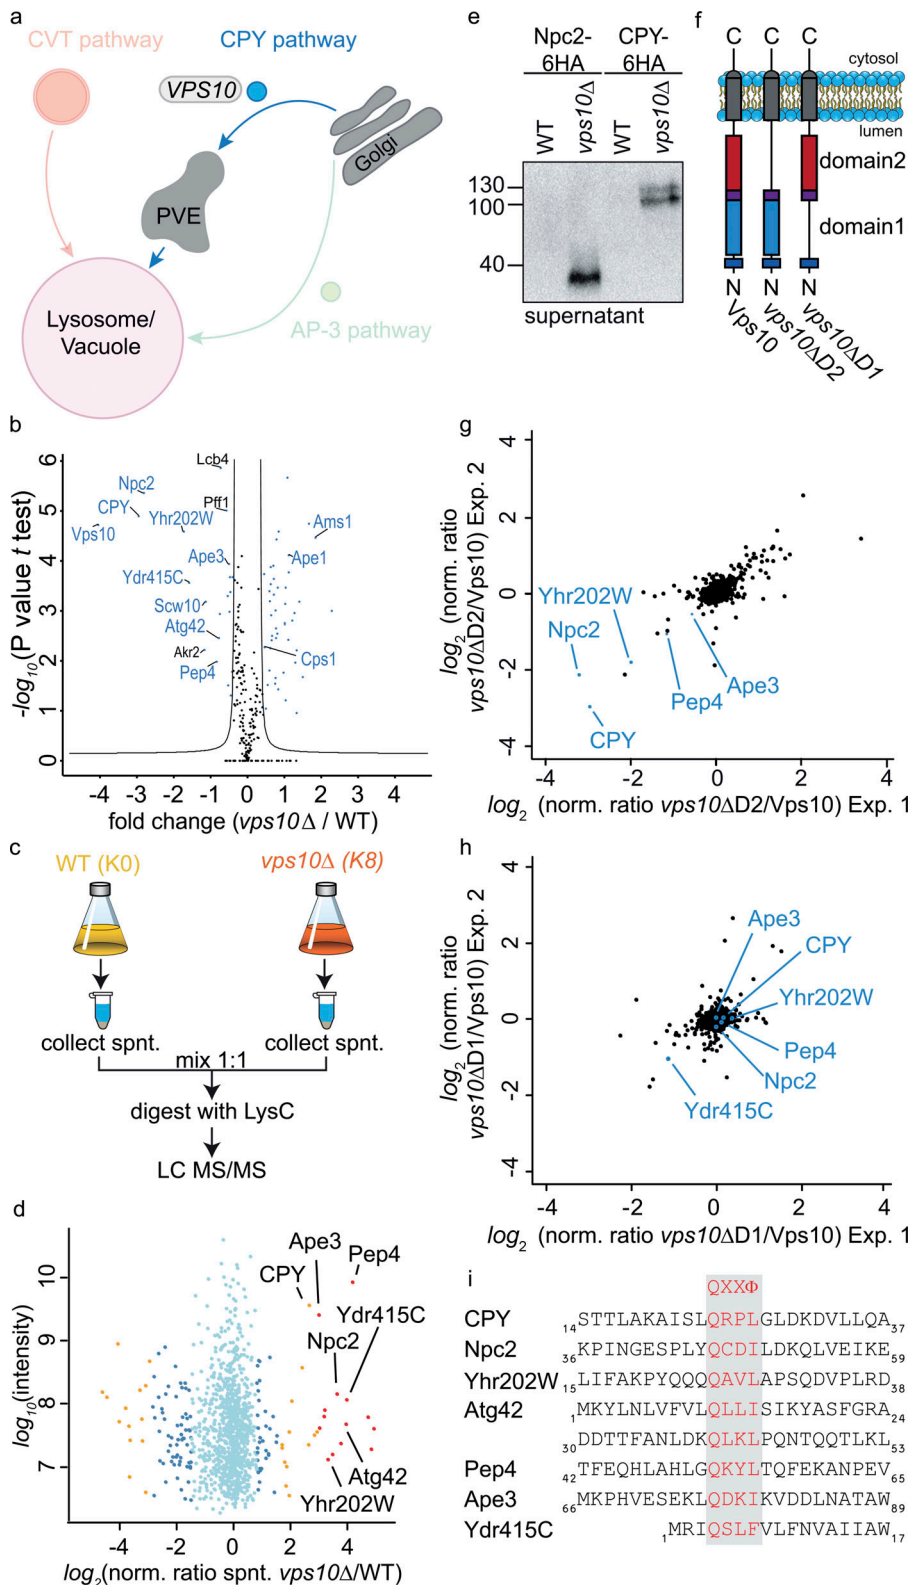 a
CVT pathway
CPY pathway
VPS10
Golgi
PVE
Lysosome/
Vacuole
AP-3 pathway
e
Npc2-
6HA
CPY-
6HA
WT
vps10Δ
WT
vps10Δ
130
100
40
supernatant
f
C C C
cytosol
lumen
domain2
domain1
N N N
Vps10
vps10ΔD2
vps10ΔD1
b
-log10(P value t test)
6
5
4
3
2
1
0
Lcb4
Npc2
Pff1
CPY
Yhr202W
Vps10
Ams1
Ape3
Ape1
Ydr415C
Scw10
Atg42
Akr2
Pep4
Cps1
-4 -3 -2 -1 0 1 2 3 4
fold change (vps10Δ / WT)
g
log2 (norm. ratio
vps10ΔD2/Vps10) Exp. 2
4
2
0
-2
-4
Yhr202W
Npc2
Pep4
Ape3
CPY
-4 -2 0 2 4
log2 (norm. ratio vps10ΔD2/Vps10) Exp. 1
c
WT (K0)
vps10Δ (K8)
collect spnt.
collect spnt.
mix 1:1
digest with LysC
LC MS/MS
h
log2 (norm. ratio
vps10ΔD1/Vps10) Exp. 2
4
2
0
-2
-4
Ape3
CPY
Yhr202W
Pep4
Npc2
Ydr415C
-4 -2 0 2 4
log2 (norm. ratio vps10ΔD1/Vps10) Exp. 1
d
log10(intensity)
10
9
8
7
Ape3
Pep4
CPY
Ydr415C
Npc2
Atg42
Yhr202W
-4 -2 0 2 4
log2(norm. ratio spnt. vps10Δ/WT)
i
QXXΦ
CPY 14STTLAKAISLQRPLGLDKDVLLQA37
Npc2 36KPINGESPLYQCDILDKQLVEIKE59
Yhr202W 15LIFAKPYQQQQAVLAPSQDVPLRD38
Atg42 1MKYLNLVFVLQLLISIKYASFGRA24
30DDTTFANLDKQLKLPQNTQQTLKL53
Pep4 42TFEQHLAHLGQKYLTQFEKANPEV65
Ape3 66MKPHVESEKLQDKIKVDDLNATAW89
Ydr415C 1MRIQSLFVLFNVAIIAW17